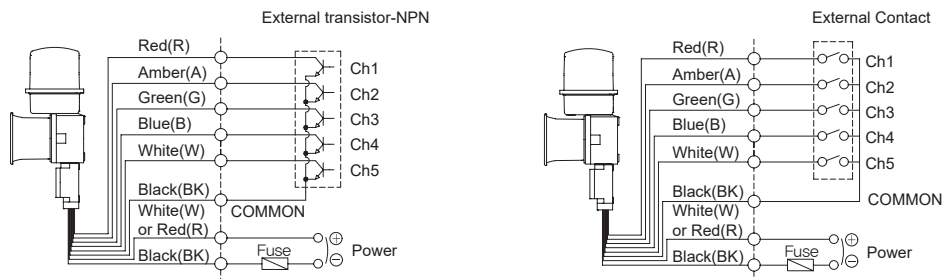 External transistor-NPN
Red(R)
Ch1
Amber(A)
Ch2
Green(G)
Ch3
Blue(B)
Ch4
White(W)
Ch5
Black(BK)
COMMON
White(W)
or Red(R)
Power
Black(BK)
Fuse
External Contact
Red(R)
Ch1
Amber(A)
Ch2
Green(G)
Ch3
Blue(B)
Ch4
White(W)
Ch5
Black(BK)
COMMON
White(W)
or Red(R)
Power
Black(BK)
Fuse